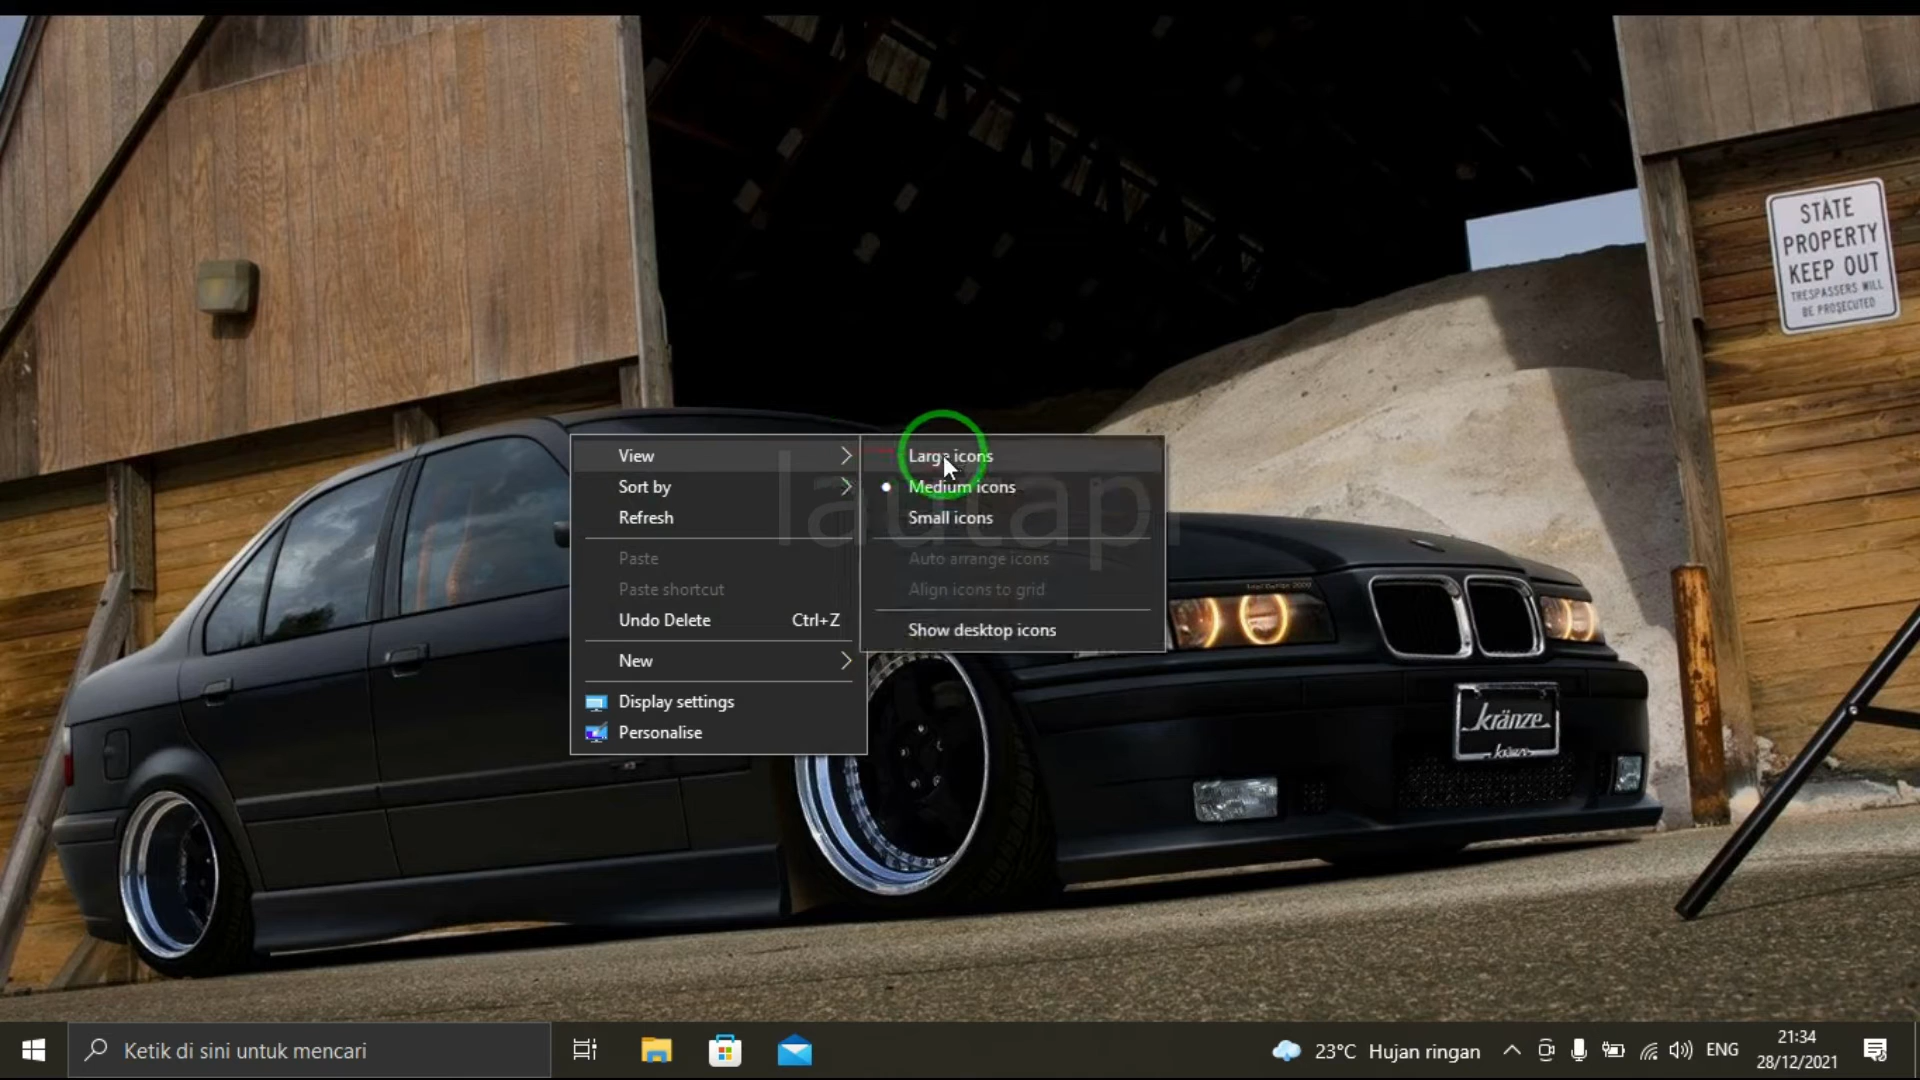 STATE
PROPERTY
KEEP OUT
TRESPASSERS WILL
BE PROSECUTED
View
Large icons
Sort by
Medium icons
Refresh
Small icons
lautapi
Paste
Auto arrange icons
Paste shortcut
Align icons to grid
Undo Delete Ctrl+Z
Show desktop icons
New
Display settings
Personalise
kränze
kränze
Ketik di sini untuk mencari
23°C Hujan ringan
ENG
21:34
28/12/2021